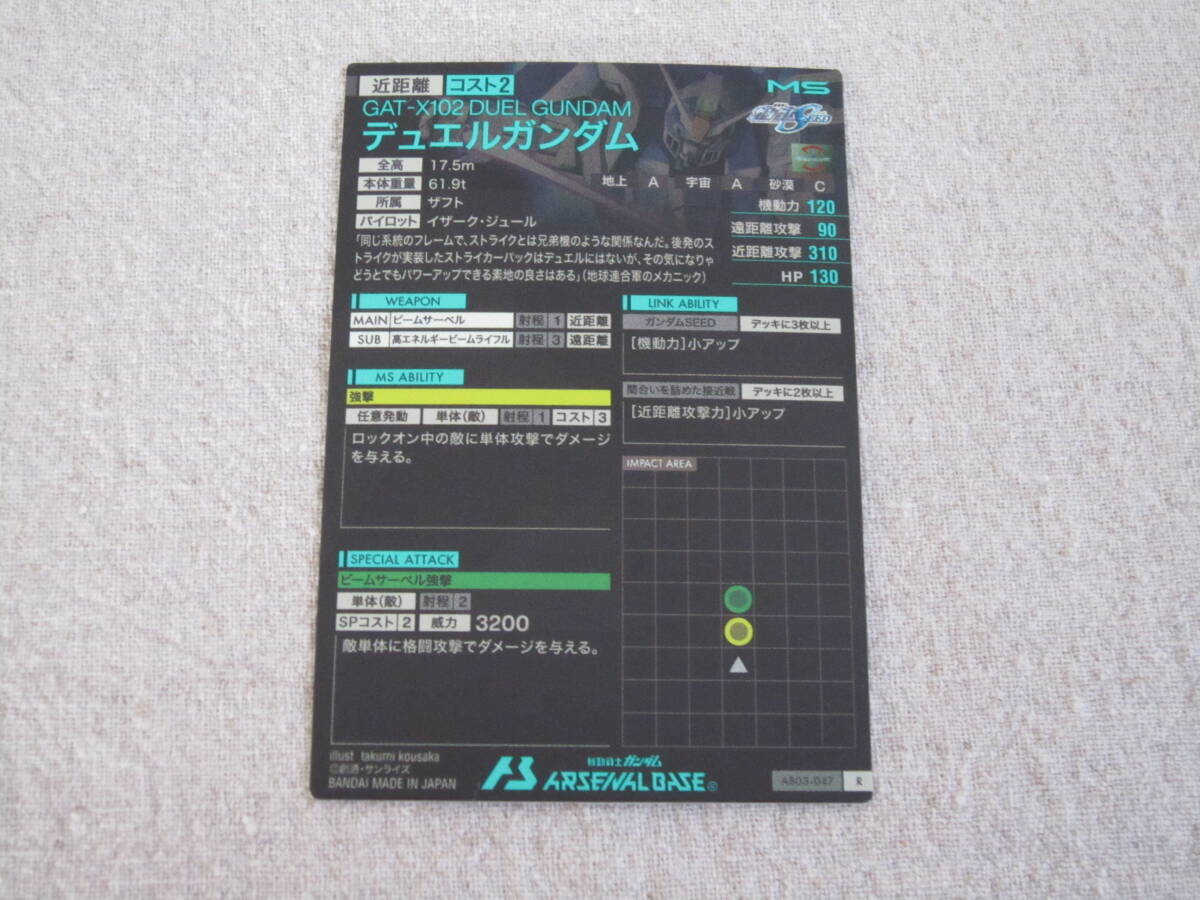 近距離 コスト2 MS
GAT-X102 DUEL GUNDAM
デュエルガンダム
SEED
全高 17.5m
本体重量 61.9t
所属 ザフト
パイロット イザーク・ジュール
地上 A 宇宙 A 砂漠 C
機動力 120
遠距離攻撃 90
近距離攻撃 310
HP 130
「同じ系統のフレームで、ストライクとは兄弟機のような関係なんだ。後発のス
トライクが実装したストライカーパックはデュエルにはないが、その気になりゃ
どうとでもパワーアップできる素地の良さはある」(地球連合軍のメカニック)
WEAPON
MAIN ビームサーベル 射程 1 近距離
SUB 高エネルギービームライフル 射程 3 遠距離
MS ABILITY
強撃
任意発動 単体(敵) 射程 1 コスト 3
ロックオン中の敵に単体攻撃でダメージ
を与える。
SPECIAL ATTACK
ビームサーベル強撃
単体(敵) 射程 2
SPコスト 2 威力 3200
敵単体に格闘攻撃でダメージを与える。
LINK ABILITY
ガンダムSEED デッキに3枚以上
[機動力]小アップ
間合いを詰めた接近戦 デッキに2枚以上
[近距離攻撃力]小アップ
IMPACT AREA
illust takumi kousaka
©創通・サンライズ
BANDAI MADE IN JAPAN
機動戦士ガンダム
ARSENAL BASE®
AB03-047 R